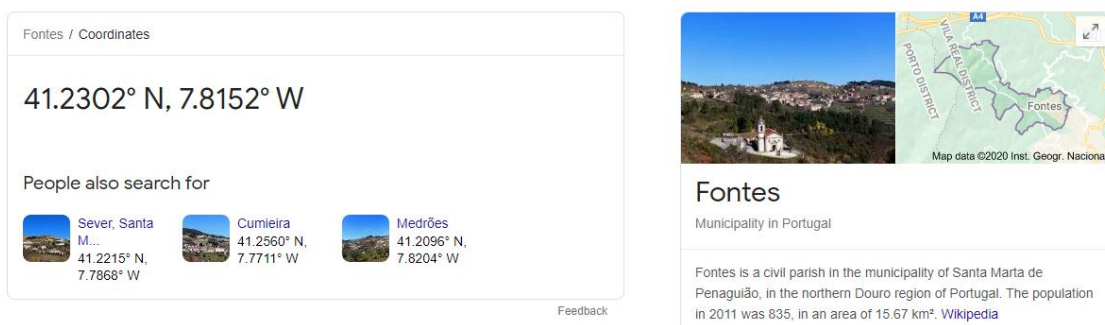 Fontes / Coordinates
41.2302° N, 7.8152° W
People also search for
Sever, Santa
M...
41.2215° N,
7.7868° W
Cumieira
41.2560° N,
7.7711° W
Medrões
41.2096° N,
7.8204° W
Feedback
A4
VILA REAL DISTRICT
PORTO DISTRICT
Fontes
Map data ©2020 Inst. Geogr. Naciona
Fontes
Municipality in Portugal
Fontes is a civil parish in the municipality of Santa Marta de
Penaguião, in the northern Douro region of Portugal. The population
in 2011 was 835, in an area of 15.67 km². Wikipedia